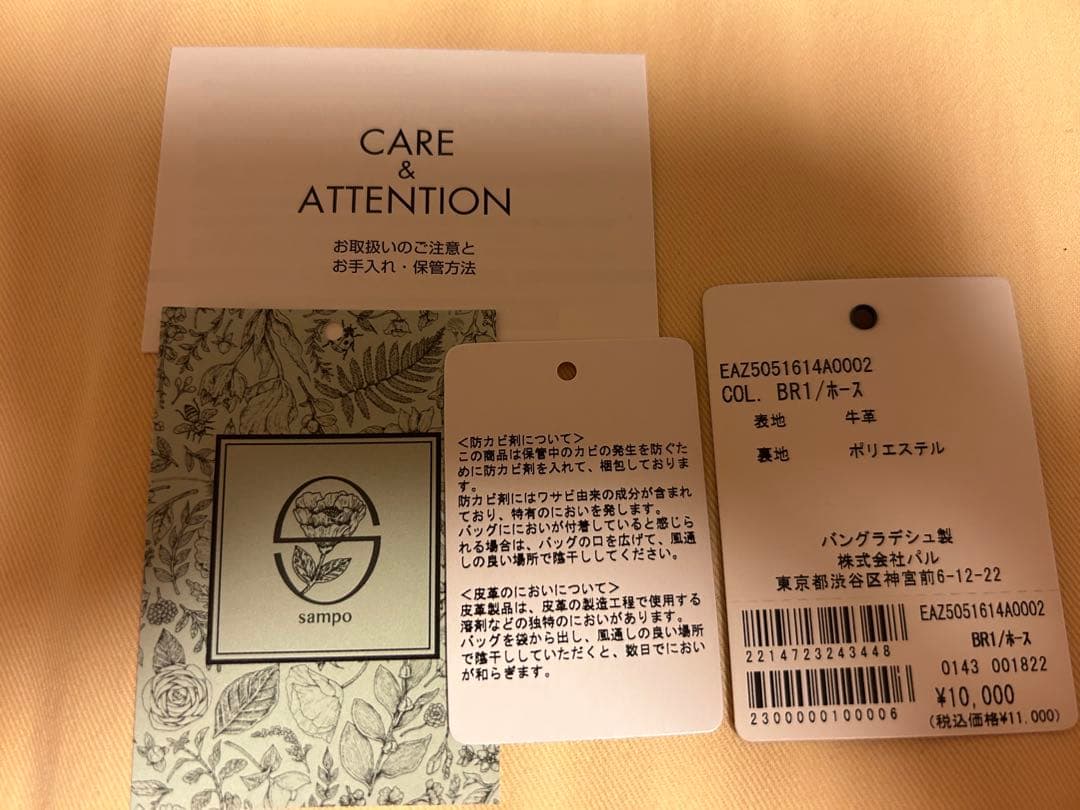 CARE
&
ATTENTION
お取扱いのご注意と
お手入れ・保管方法
sampo
<防カビ剤について>
この商品は保管中のカビの発生を防ぐた
めに防カビ剤を入れて、梱包しておりま
す。
防カビ剤にはワサビ由来の成分が含まれ
ており、特有のにおいを発します。
バッグににおいが付着していると感じら
れる場合は、バッグの口を広げて、風通
しの良い場所で陰干ししてください。
<皮革のにおいについて>
皮革製品は、皮革の製造工程で使用する
溶剤などの独特のにおいがあります。
バッグを袋から出し、風通しの良い場所
で陰干ししていただくと、数日でにおい
が和らぎます。
EAZ5051614A0002
COL. BR1/ホース
表地 牛革
裏地 ポリエステル
バングラデシュ製
株式会社パル
東京都渋谷区神宮前6-12-22
2214723243448
2300000100006
EAZ5051614A0002
BR1/ホース
0143 001822
¥10,000
(税込価格¥11,000)